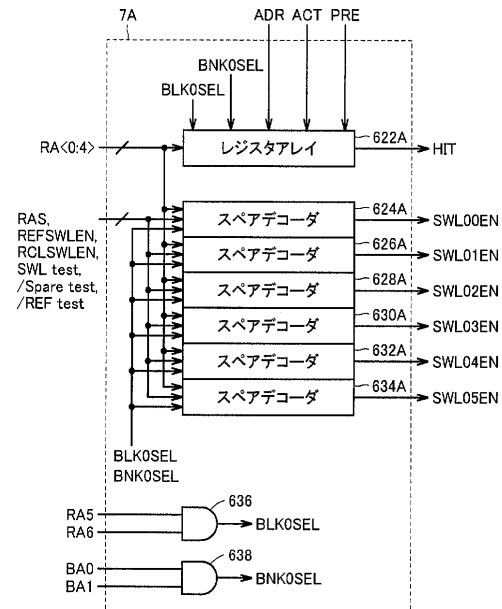 7A
ADR ACT PRE
BNK0SEL
BLK0SEL
RA<0:4>
レジスタアレイ
622A
HIT
RAS,
REFSWLEN,
RCLSWLEN,
SWL test,
/Spare test,
/REF test
スペアデコーダ
624A
SWL00EN
スペアデコーダ
626A
SWL01EN
スペアデコーダ
628A
SWL02EN
スペアデコーダ
630A
SWL03EN
スペアデコーダ
632A
SWL04EN
スペアデコーダ
634A
SWL05EN
BLK0SEL
BNK0SEL
RA5
RA6
636
BLK0SEL
BA0
BA1
638
BNK0SEL